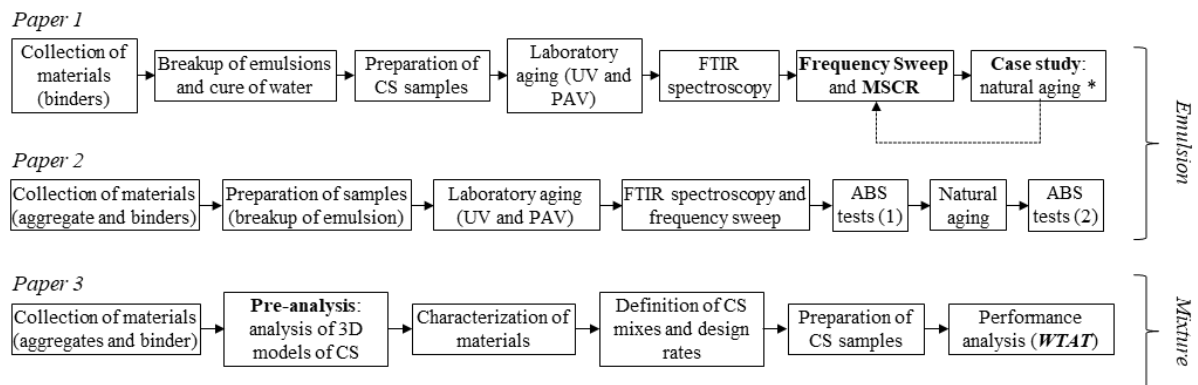 Paper 1
Collection of
materials
(binders)
Breakup of emulsions
and cure of water
Preparation of
CS samples
Laboratory
aging (UV and
PAV)
FTIR
spectroscopy
Frequency Sweep
and MSCR
Case study:
natural aging *
Emulsion
Paper 2
Collection of materials
(aggregate and binders)
Preparation of samples
(breakup of emulsion)
Laboratory aging
(UV and PAV)
FTIR spectroscopy and
frequency sweep
ABS
tests (1)
Natural
aging
ABS
tests (2)
Paper 3
Collection of materials
(aggregates and binder)
Pre-analysis:
analysis of 3D
models of CS
Characterization of
materials
Definition of CS
mixes and design
rates
Preparation of
CS samples
Performance
analysis (WTAT)
Mixture